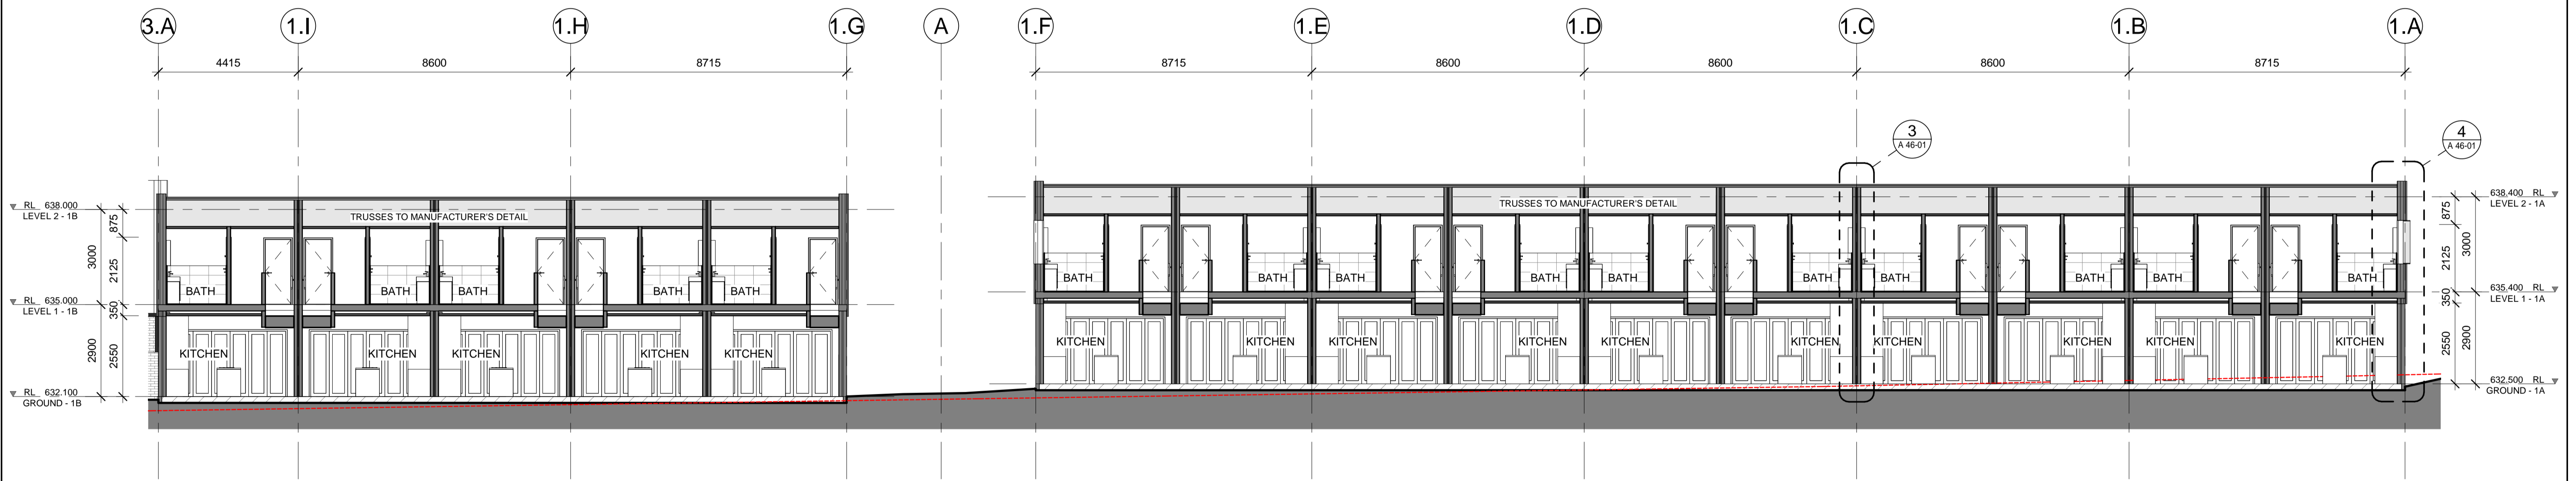 3.A 1.I 1.H 1.G A 1.F 1.E 1.D 1.C 1.B 1.A
4415 8600 8715 8715 8600 8600 8600 8715
3
A 46-01
4
A 46-01
RL 638.000
LEVEL 2 - 1B
875
3000
2125
RL 635.000
LEVEL 1 - 1B
350
2900
2550
RL 632.100
GROUND - 1B
TRUSSES TO MANUFACTURER'S DETAIL
BATH BATH BATH BATH BATH
KITCHEN KITCHEN KITCHEN KITCHEN KITCHEN
TRUSSES TO MANUFACTURER'S DETAIL
BATH BATH BATH BATH BATH BATH BATH BATH BATH BATH
KITCHEN KITCHEN KITCHEN KITCHEN KITCHEN KITCHEN KITCHEN KITCHEN KITCHEN KITCHEN
638.400 RL
LEVEL 2 - 1A
875
3000
2125
635.400 RL
LEVEL 1 - 1A
350
2900
2550
632.500 RL
GROUND - 1A